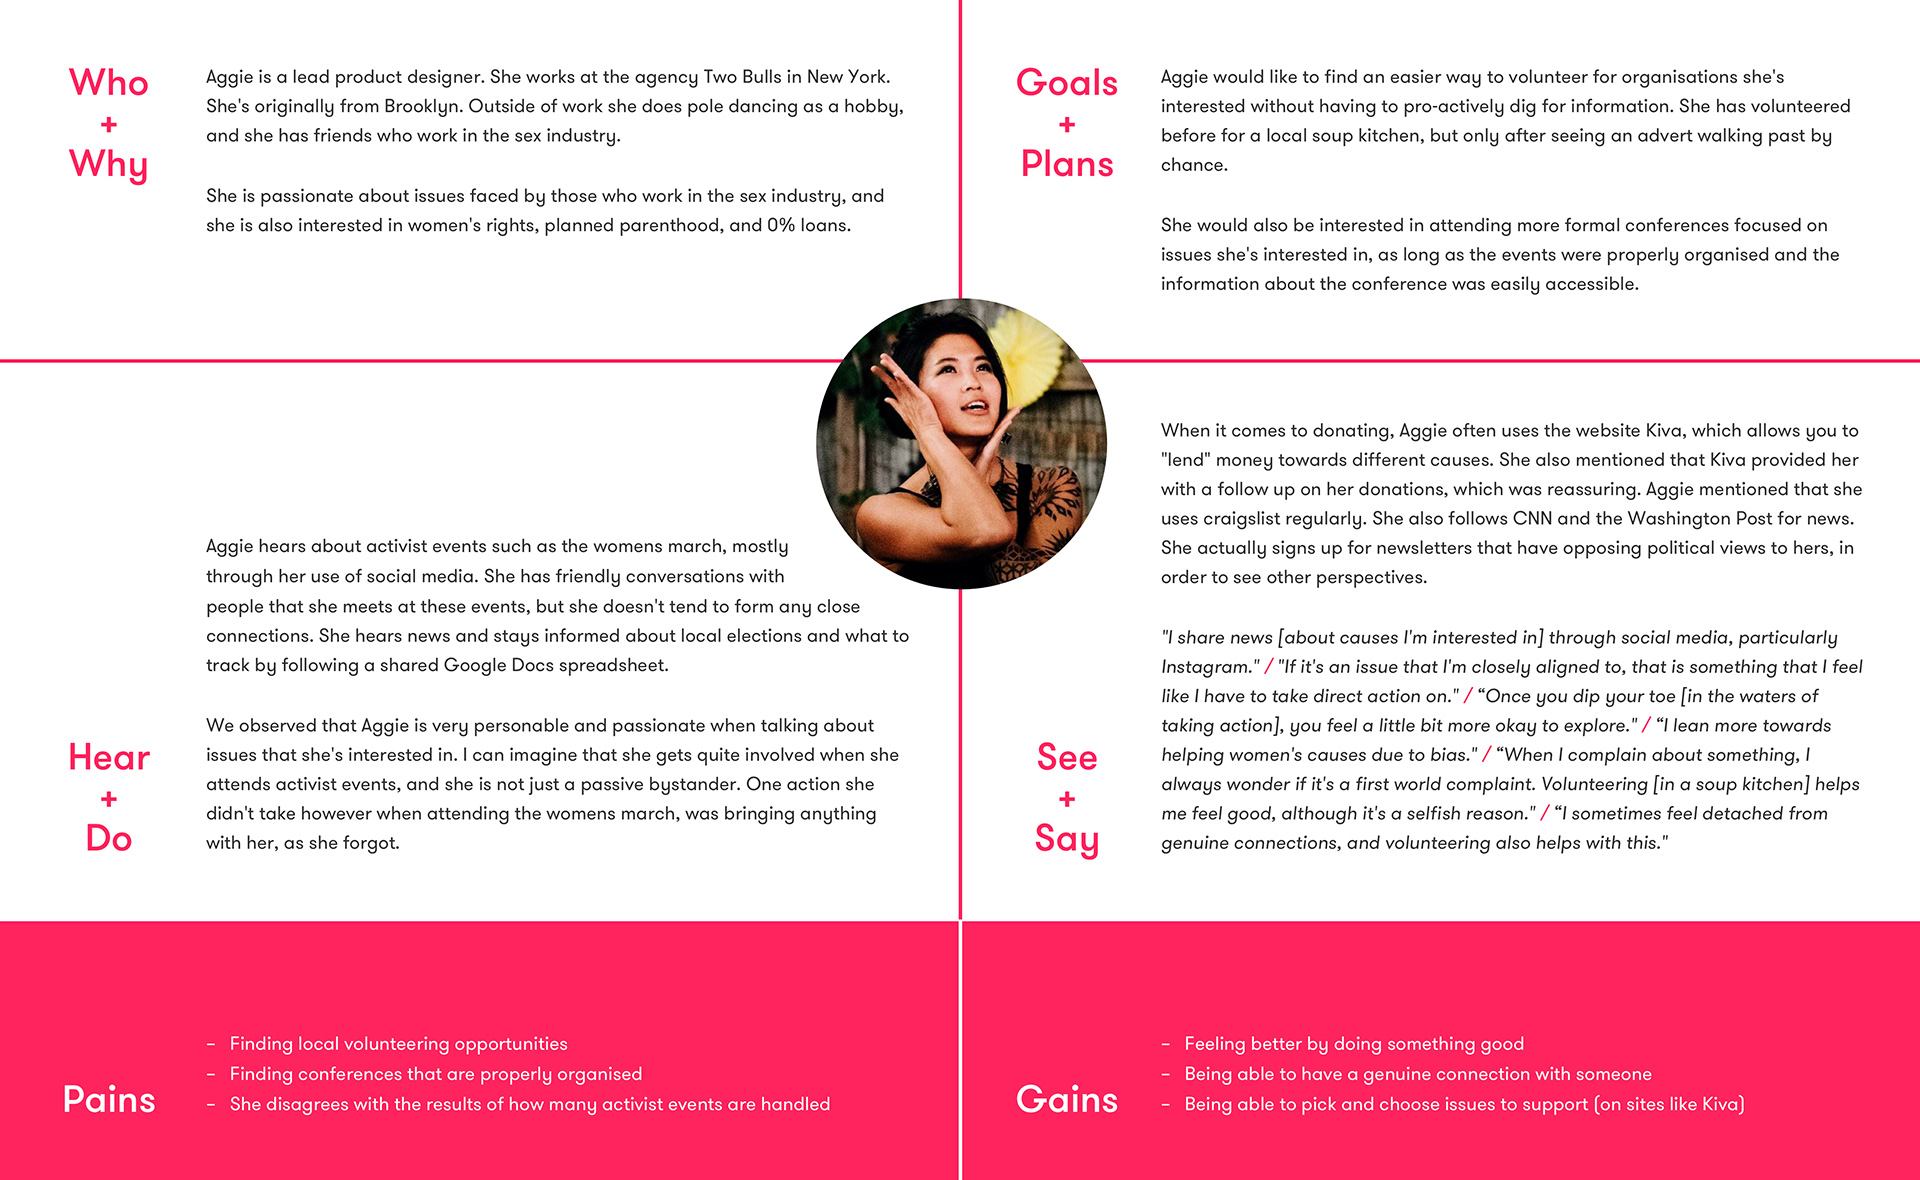 Who
+
Why
Aggie is a lead product designer. She works at the agency Two Bulls in New York.
She's originally from Brooklyn. Outside of work she does pole dancing as a hobby,
and she has friends who work in the sex industry.
She is passionate about issues faced by those who work in the sex industry, and
she is also interested in women's rights, planned parenthood, and 0% loans.
Goals
+
Plans
Aggie would like to find an easier way to volunteer for organisations she's
interested without having to pro-actively dig for information. She has volunteered
before for a local soup kitchen, but only after seeing an advert walking past by
chance.
She would also be interested in attending more formal conferences focused on
issues she's interested in, as long as the events were properly organised and the
information about the conference was easily accessible.
Hear
+
Do
Aggie hears about activist events such as the womens march, mostly
through her use of social media. She has friendly conversations with
people that she meets at these events, but she doesn't tend to form any close
connections. She hears news and stays informed about local elections and what to
track by following a shared Google Docs spreadsheet.
We observed that Aggie is very personable and passionate when talking about
issues that she's interested in. I can imagine that she gets quite involved when she
attends activist events, and she is not just a passive bystander. One action she
didn't take however when attending the womens march, was bringing anything
with her, as she forgot.
See
+
Say
When it comes to donating, Aggie often uses the website Kiva, which allows you to
"lend" money towards different causes. She also mentioned that Kiva provided her
with a follow up on her donations, which was reassuring. Aggie mentioned that she
uses craigslist regularly. She also follows CNN and the Washington Post for news.
She actually signs up for newsletters that have opposing political views to hers, in
order to see other perspectives.
"I share news [about causes I'm interested in] through social media, particularly
Instagram." / "If it's an issue that I'm closely aligned to, that is something that I feel
like I have to take direct action on." / “Once you dip your toe [in the waters of
taking action], you feel a little bit more okay to explore." / “I lean more towards
helping women's causes due to bias." / “When I complain about something, I
always wonder if it's a first world complaint. Volunteering [in a soup kitchen] helps
me feel good, although it's a selfish reason." / “I sometimes feel detached from
genuine connections, and volunteering also helps with this."
Pains
– Finding local volunteering opportunities
– Finding conferences that are properly organised
– She disagrees with the results of how many activist events are handled
Gains
– Feeling better by doing something good
– Being able to have a genuine connection with someone
– Being able to pick and choose issues to support (on sites like Kiva)